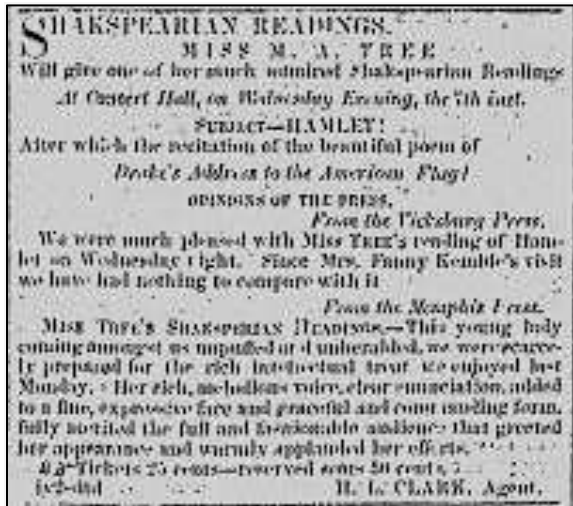 SHAKSPEARIAN READINGS.
MISS M. A. TREE
Will give one of her much admired Shakspearian Readings
At Concert Hall, on Wednesday Evening, the 7th inst.
SUBJECT—HAMLET!
After which the recitation of the beautiful poem of
Drake's Address to the American Flag!
OPINIONS OF THE PRESS.
From the Vicksburg Press.
We were much pleased with MISS TREE'S reading of Ham-
let on Wednesday night. Since Mrs. Fanny Kemble's visit
we have had nothing to compare with it
From the Memphis Press.
MISS TREE'S SHAKSPERIAN READINGS.—This young lady
coming amongst us unpuffed and unheralded, we were scarce-
ly prepared for the rich intellectual treat we enjoyed last
Monday. Her rich, melodious voice, clear enunciation, added
to a fine, expressive face and graceful and commanding form,
fully the full and fashionable audience that greeted
her appearance and warmly applauded her efforts.
Tickets 25 cents—reserved seats 50 cents.
H. L. CLARK, Agent.